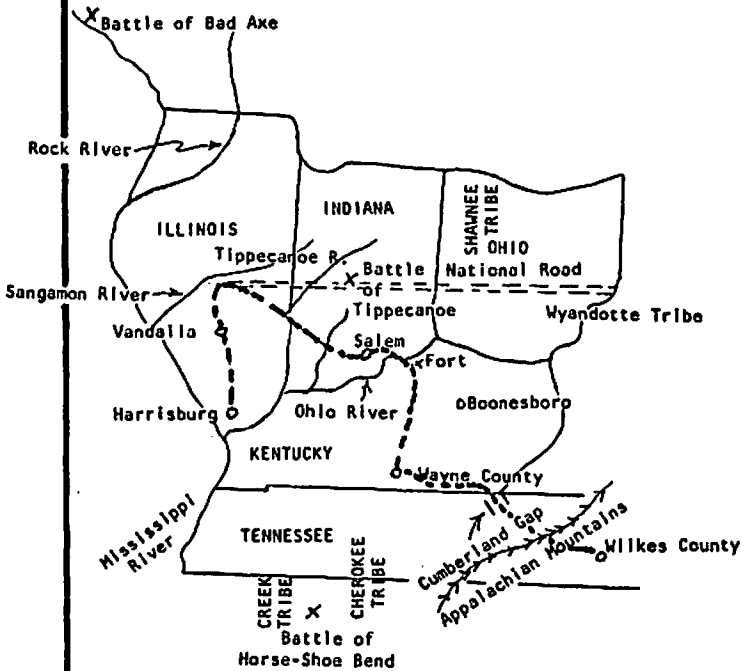 Battle of Bad Axe
Rock River
ILLINOIS
INDIANA
SHAWNEE
TRIBE
OHIO
Tippecanoe R.
Battle
of
Tippecanoe
National Road
Sangamon River
Wyandotte Tribe
Vandalia
Salem
Fort
Harrisburg
Ohio River
Boonesboro
KENTUCKY
Wayne County
Mississippi
River
TENNESSEE
Cumberland Gap
Appalachian Mountains
Wilkes County
CREEK
TRIBE
CHEROKEE
TRIBE
Battle of
Horse-Shoe Bend